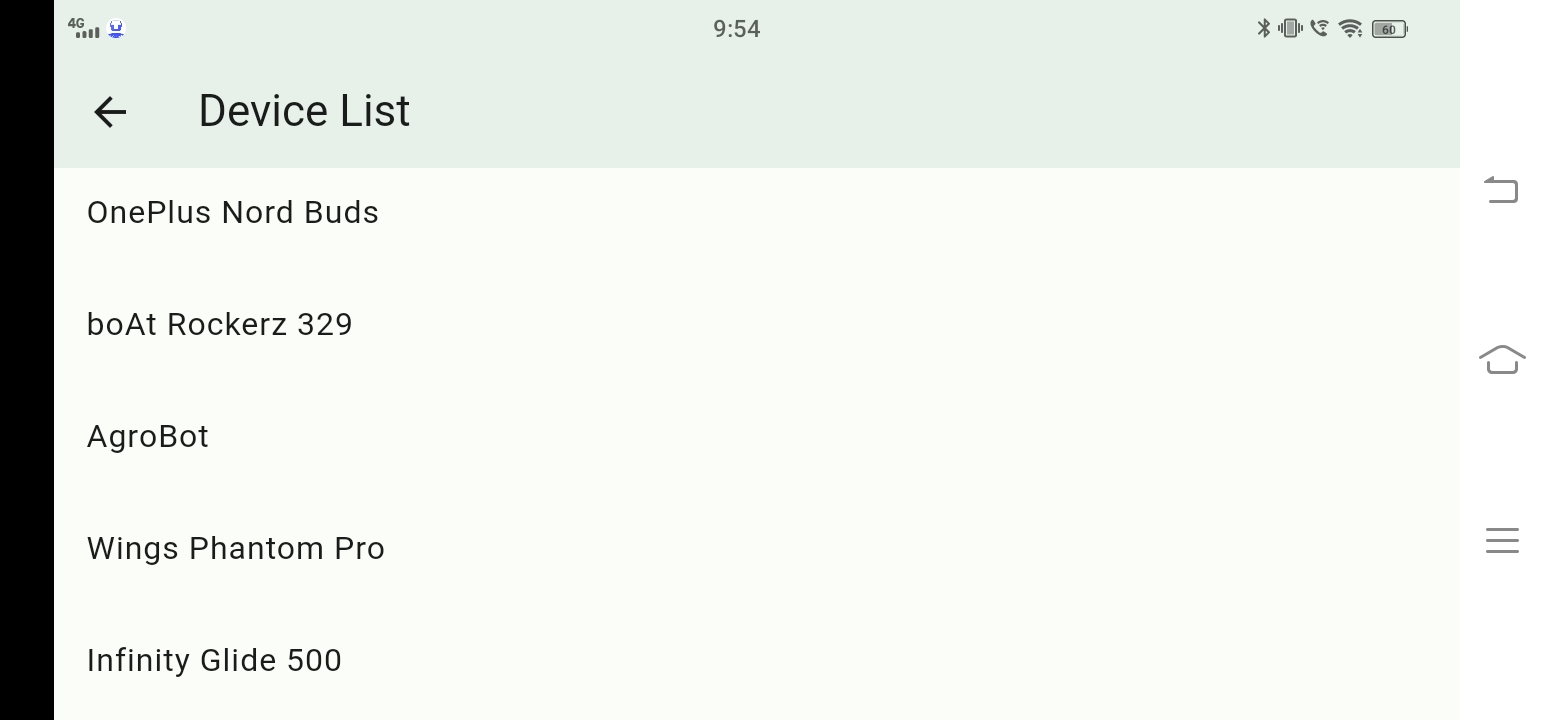 4G
9:54
60
Device List
OnePlus Nord Buds
boAt Rockerz 329
AgroBot
Wings Phantom Pro
Infinity Glide 500